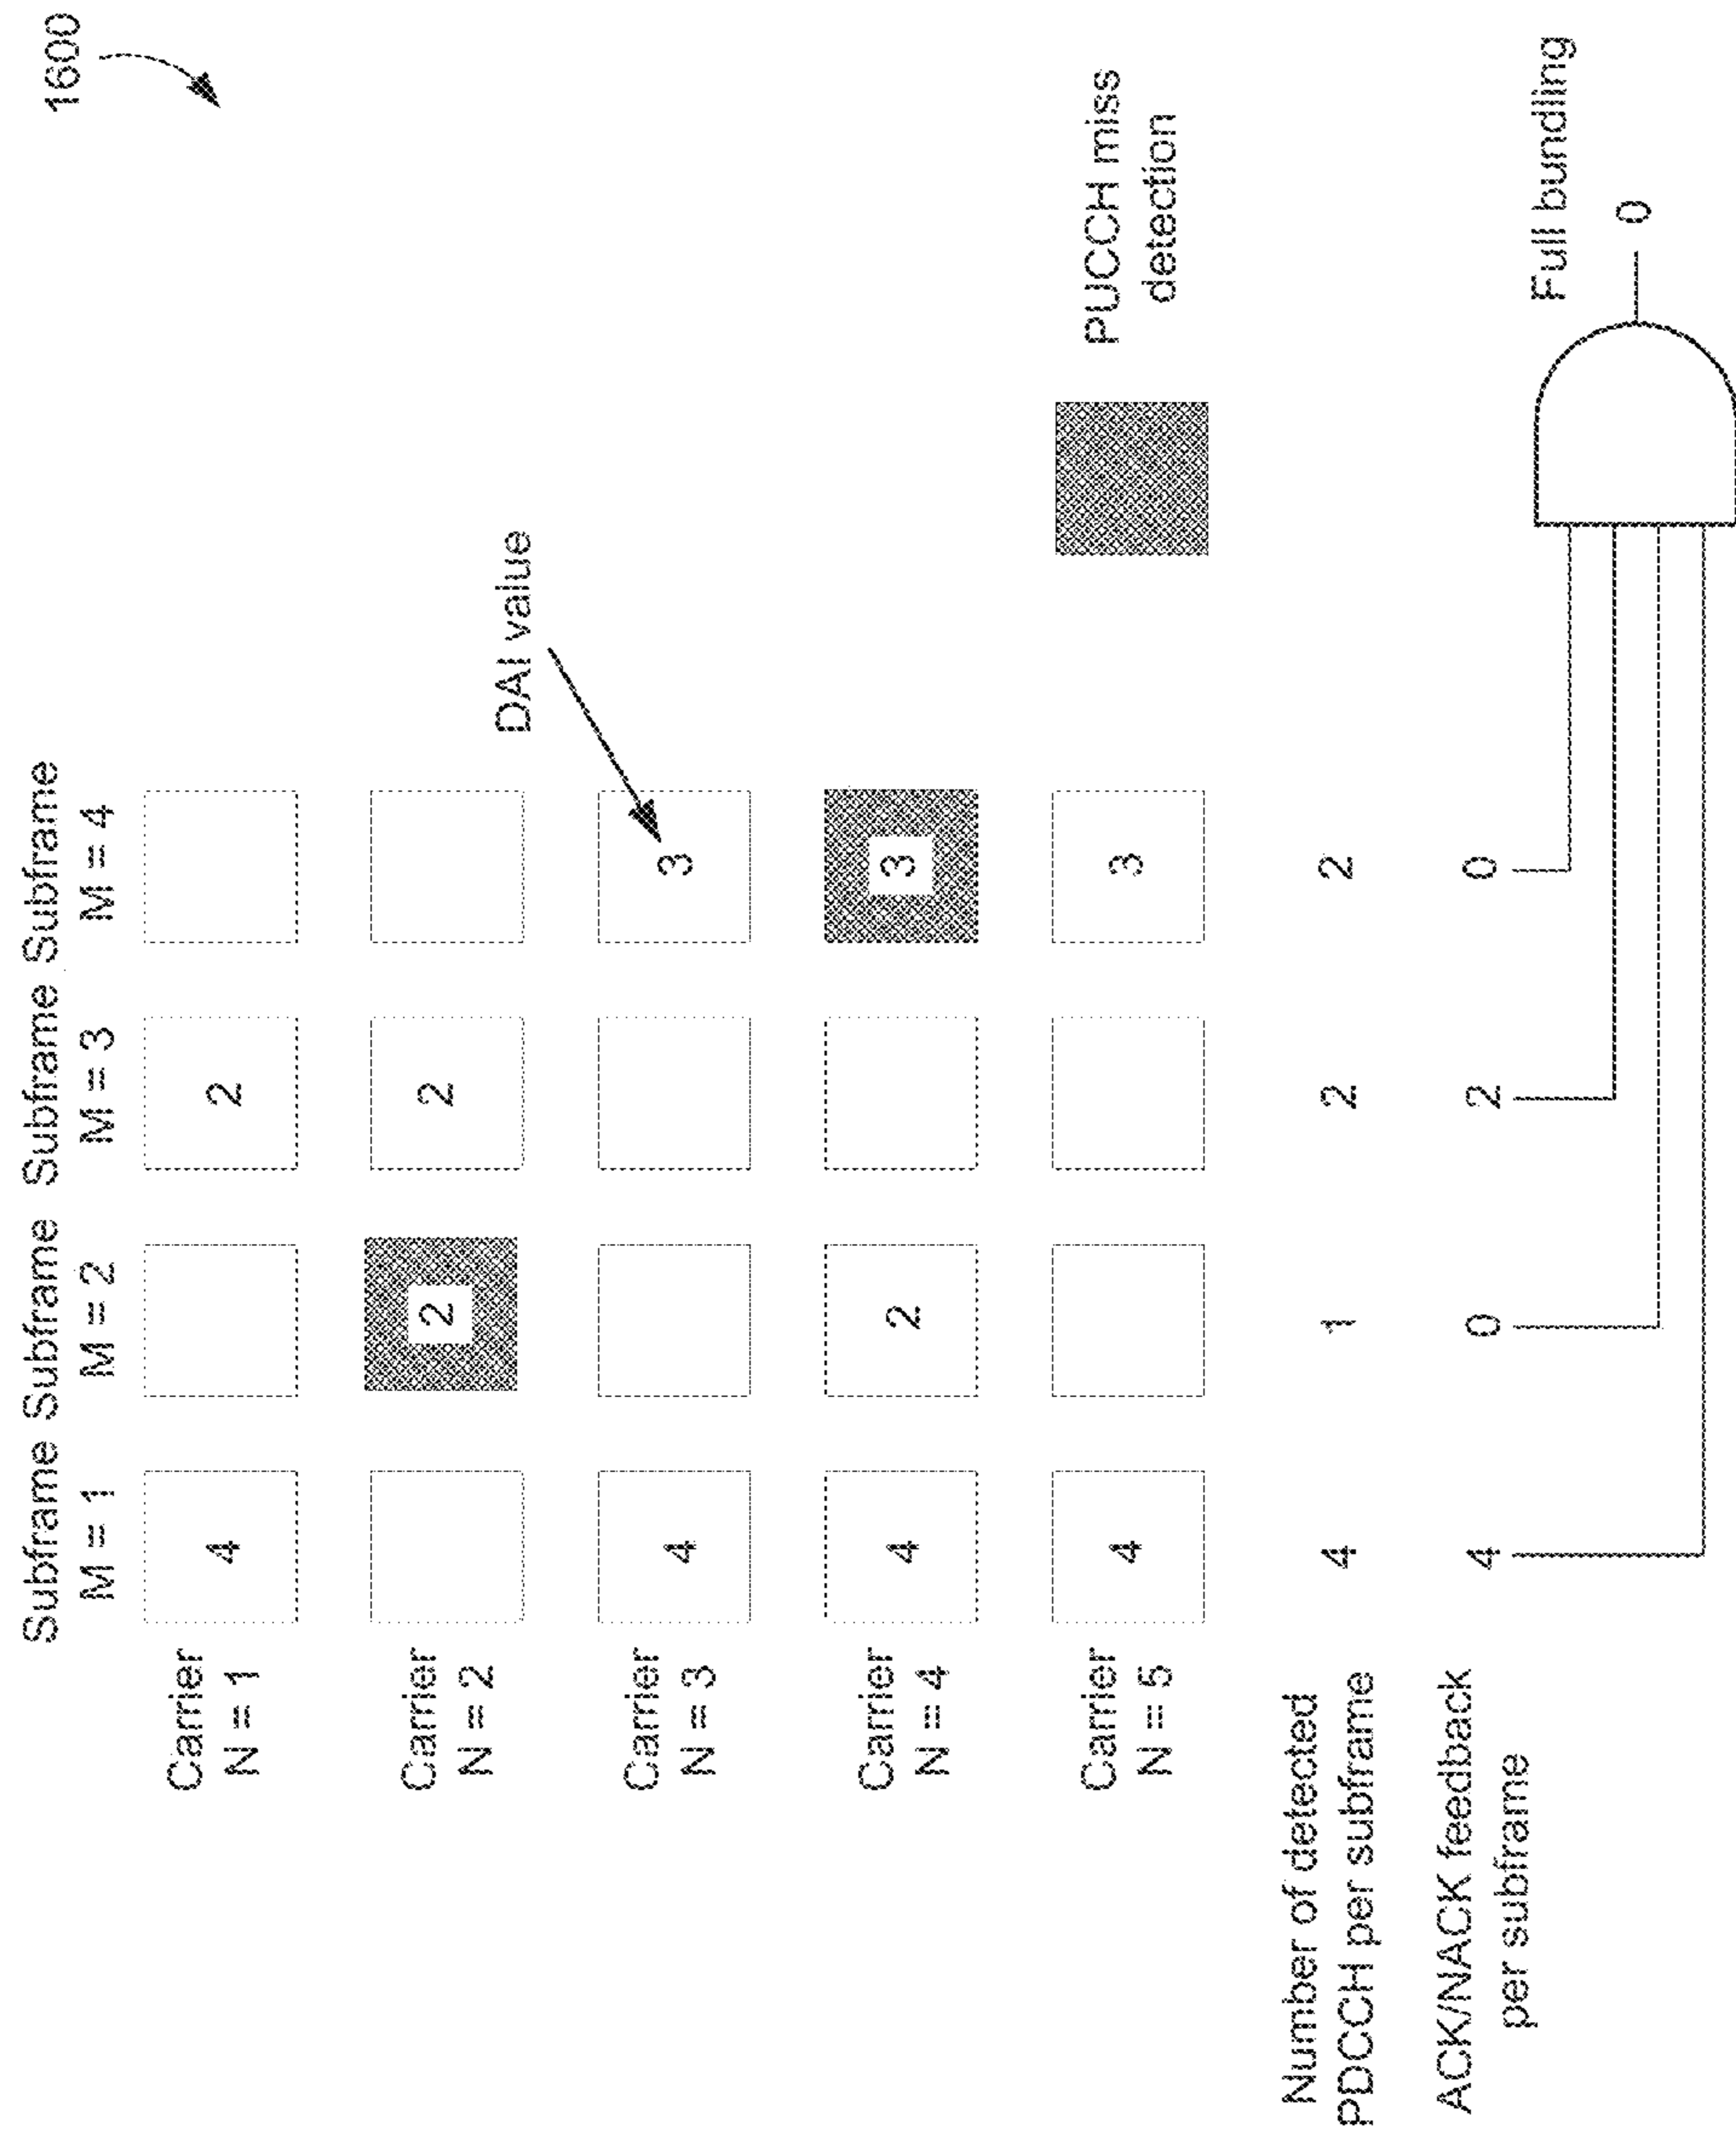 1600
Subframe Subframe Subframe Subframe
M = 1 M = 2 M = 3 M = 4
Carrier
N = 1
4 2
Carrier
N = 2
2 2
DAI value
Carrier
N = 3
4 3
Carrier
N = 4
4 2 3
Carrier
N = 5
4 3
PUCCH miss
detection
Number of detected
PDCCH per subframe
4 1 2 2
ACK/NACK feedback
per subframe
4 0 2 0
Full bundling
0